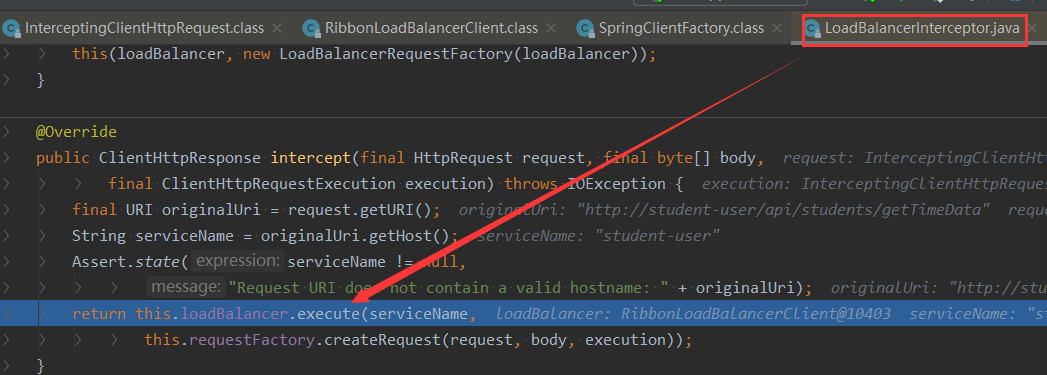 InterceptingClientHttpRequest.class RibbonLoadBalancerClient.class SpringClientFactory.class LoadBalancerInterceptor.java
this(loadBalancer, new LoadBalancerRequestFactory(loadBalancer));
}
@Override
public ClientHttpResponse intercept(final HttpRequest request, final byte[] body, request: InterceptingClientHt
final ClientHttpRequestExecution execution) throws IOException { execution: InterceptingClientHttpReques
final URI originalUri = request.getURI(); originalUri: "http://student-user/api/students/getTimeData" requ
String serviceName = originalUri.getHost(); serviceName: "student-user"
Assert.state( expression: serviceName != null,
message: "Request URI does not contain a valid hostname: " + originalUri); originalUri: "http://stu
return this.loadBalancer.execute(serviceName, loadBalancer: RibbonLoadBalancerClient@10403 serviceName: "st
this.requestFactory.createRequest(request, body, execution));
}